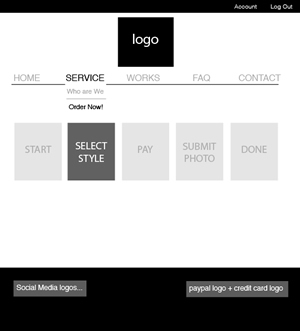 Account Log Out
logo
HOME SERVICE WORKS FAQ CONTACT
Who are We
Order Now!
START
SELECT
STYLE
PAY
SUBMIT
PHOTO
DONE
Social Media logos...
paypal logo + credit card logo